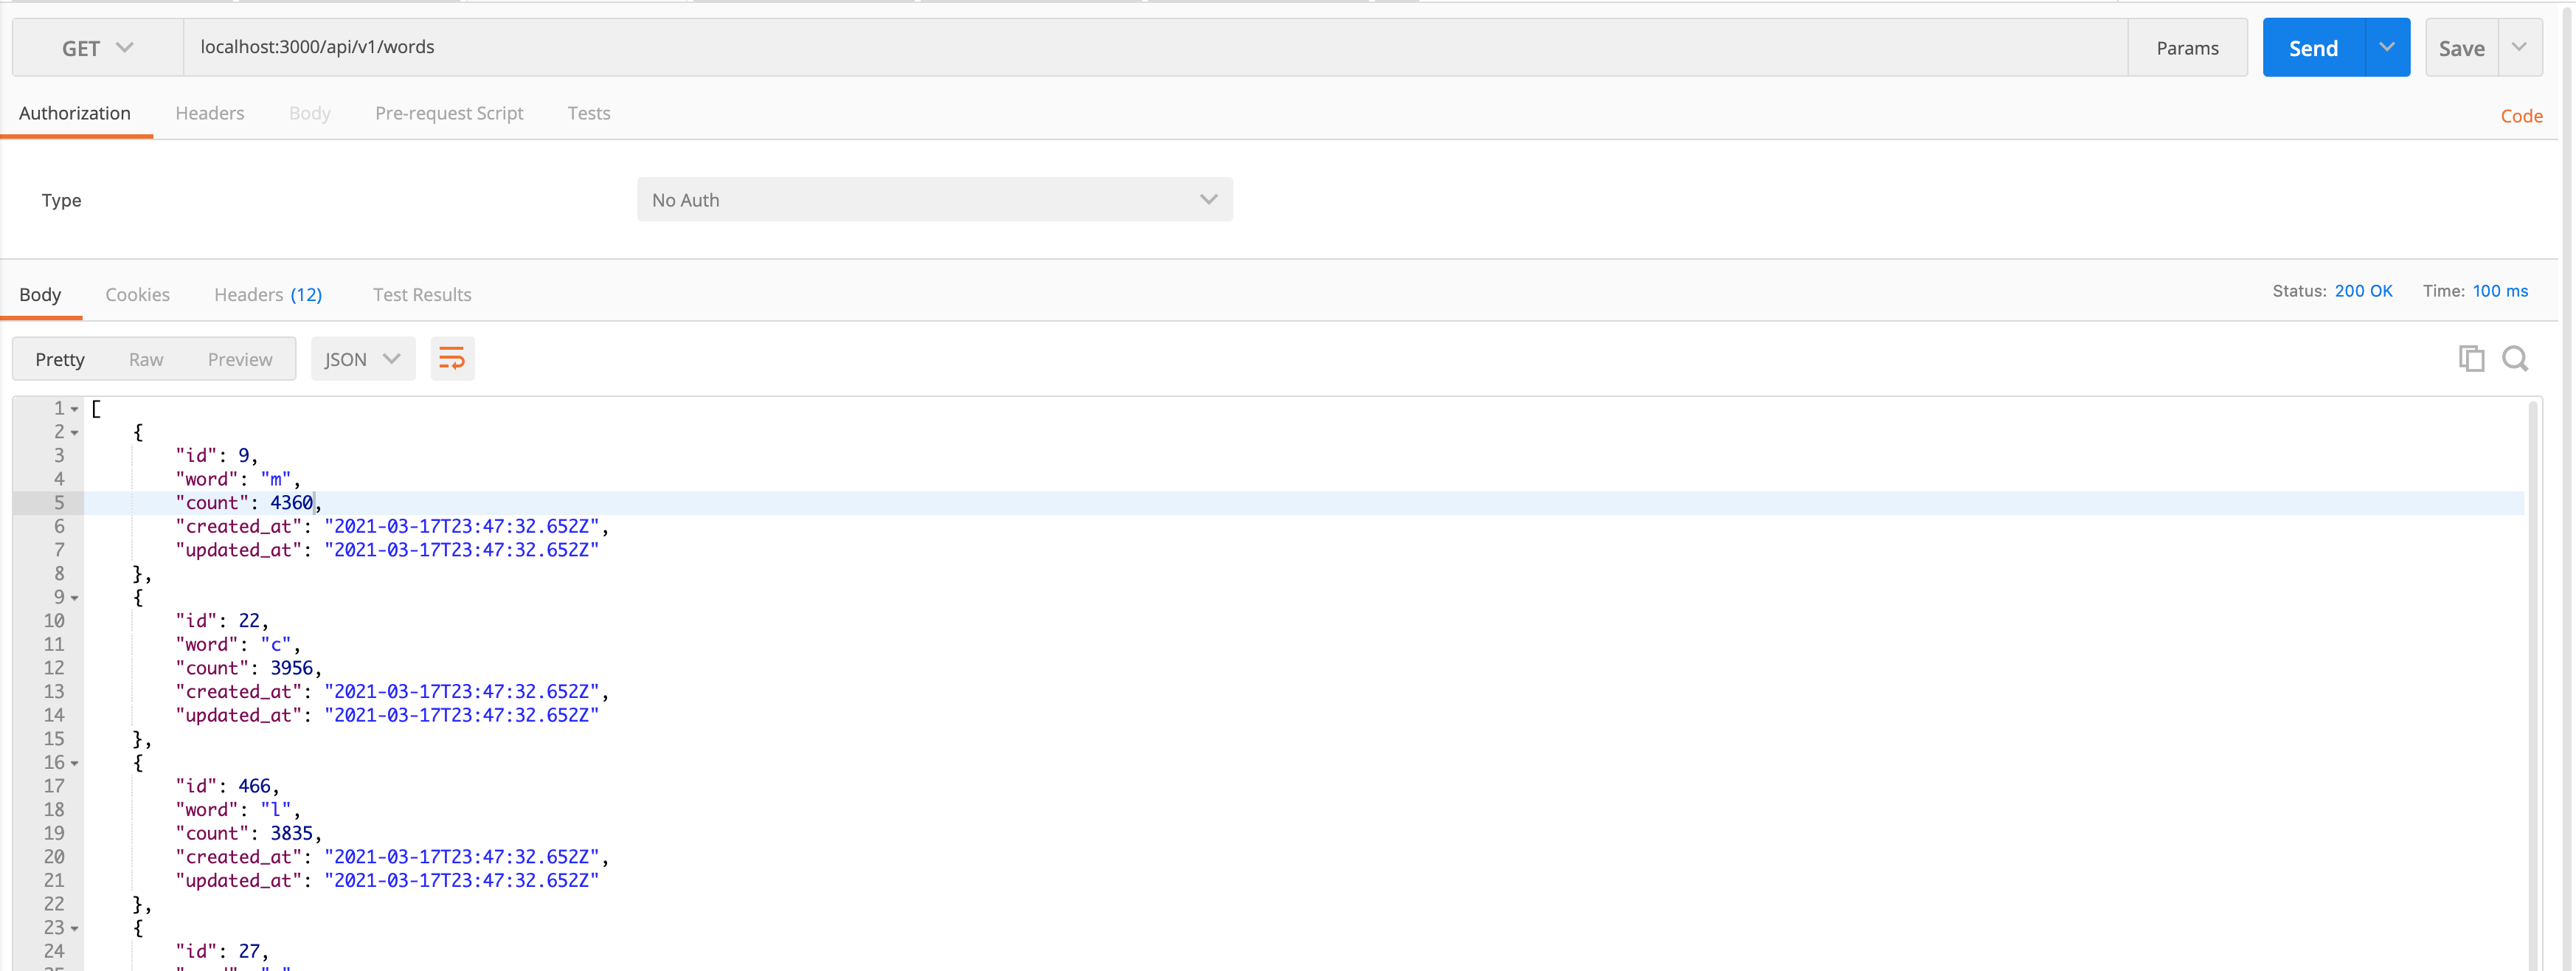 GET localhost:3000/api/v1/words Params Send Save
Authorization Headers Body Pre-request Script Tests Code
Type No Auth
Body Cookies Headers (12) Test Results Status: 200 OK Time: 100 ms
Pretty Raw Preview JSON
1 [
2 {
3 "id": 9,
4 "word": "m",
5 "count": 4360,
6 "created_at": "2021-03-17T23:47:32.652Z",
7 "updated_at": "2021-03-17T23:47:32.652Z"
8 },
9 {
10 "id": 22,
11 "word": "c",
12 "count": 3956,
13 "created_at": "2021-03-17T23:47:32.652Z",
14 "updated_at": "2021-03-17T23:47:32.652Z"
15 },
16 {
17 "id": 466,
18 "word": "l",
19 "count": 3835,
20 "created_at": "2021-03-17T23:47:32.652Z",
21 "updated_at": "2021-03-17T23:47:32.652Z"
22 },
23 {
24 "id": 27,